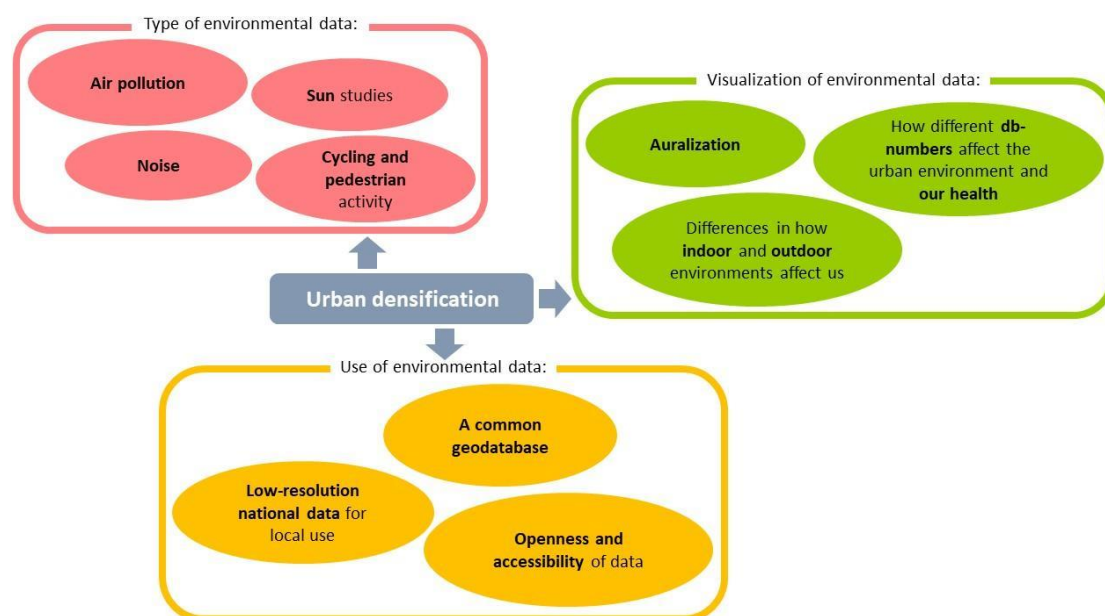 Type of environmental data:
Air pollution
Sun studies
Noise
Cycling and
pedestrian
activity
Visualization of environmental data:
Auralization
How different db-
numbers affect the
urban environment and
our health
Differences in how
indoor and outdoor
environments affect us
Urban densification
Use of environmental data:
A common
geodatabase
Low-resolution
national data for
local use
Openness and
accessibility of data